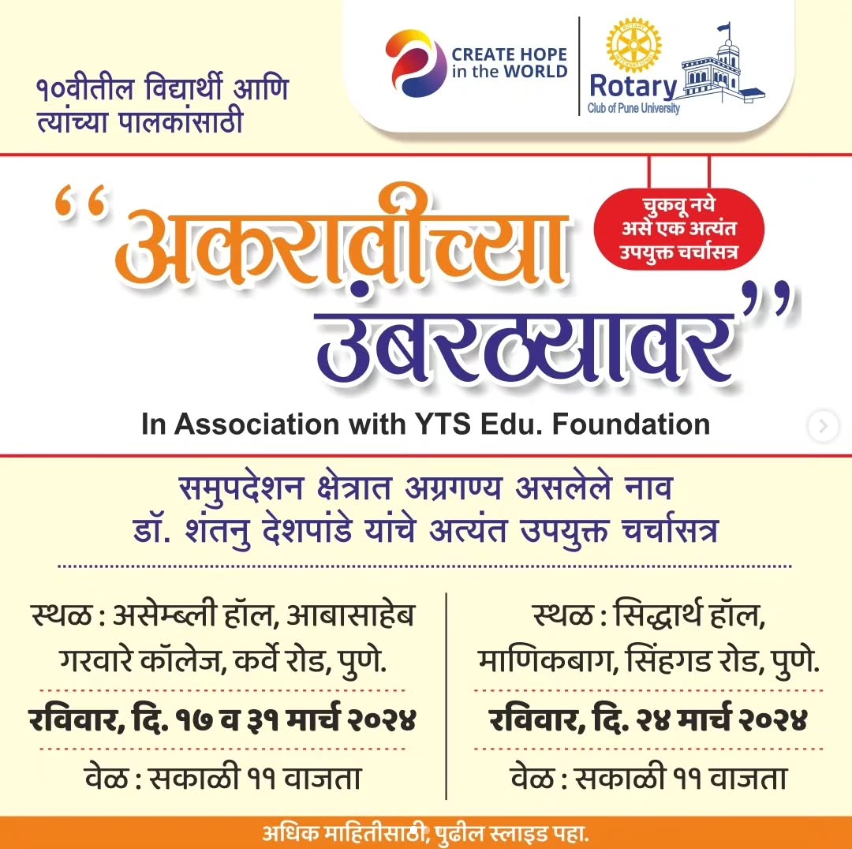 १०वीतील विद्यार्थी आणि
त्यांच्या पालकांसाठी
CREATE HOPE
in the WORLD
Rotary
Club of Pune University
चुकवू नये
असे एक अत्यंत
उपयुक्त चर्चासत्र
“अकरावीच्या
उंबरठ्यावर”
In Association with YTS Edu. Foundation
समुपदेशन क्षेत्रात अग्रगण्य असलेले नाव
डॉ. शंतनु देशपांडे यांचे अत्यंत उपयुक्त चर्चासत्र
स्थळ : असेम्ब्ली हॉल, आबासाहेब
गरवारे कॉलेज, कर्वे रोड, पुणे.
रविवार, दि. १७ व ३१ मार्च २०२४
वेळ : सकाळी ११ वाजता
स्थळ : सिद्धार्थ हॉल,
माणिकबाग, सिंहगड रोड, पुणे.
रविवार, दि. २४ मार्च २०२४
वेळ : सकाळी ११ वाजता
अधिक माहितीसाठी, पुढील स्लाइड पहा.